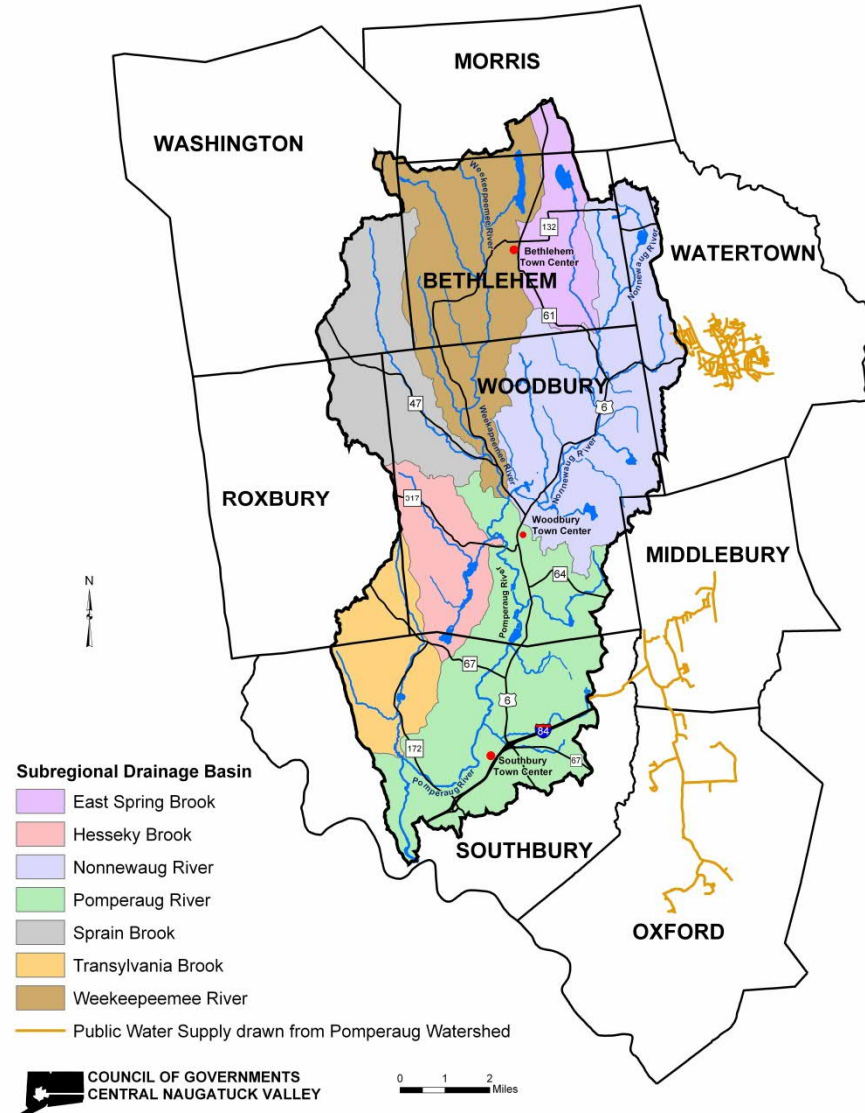 MORRIS
WASHINGTON
Weekeepeemee River
132
Bethlehem
Town Center
Nonnewaug River
WATERTOWN
BETHLEHEM
61
WOODBURY
47
6
Weekapeemee River
Nonnewaug River
ROXBURY
317
Woodbury
Town Center
MIDDLEBURY
N
Pomperaug River
64
67
6
84
172
Southbury
Town Center
67
Pomperaug River
SOUTHBURY
OXFORD
Subregional Drainage Basin
East Spring Brook
Hesseky Brook
Nonnewaug River
Pomperaug River
Sprain Brook
Transylvania Brook
Weekeepeemee River
Public Water Supply drawn from Pomperaug Watershed
COUNCIL OF GOVERNMENTS
CENTRAL NAUGATUCK VALLEY
0 1 2
Miles